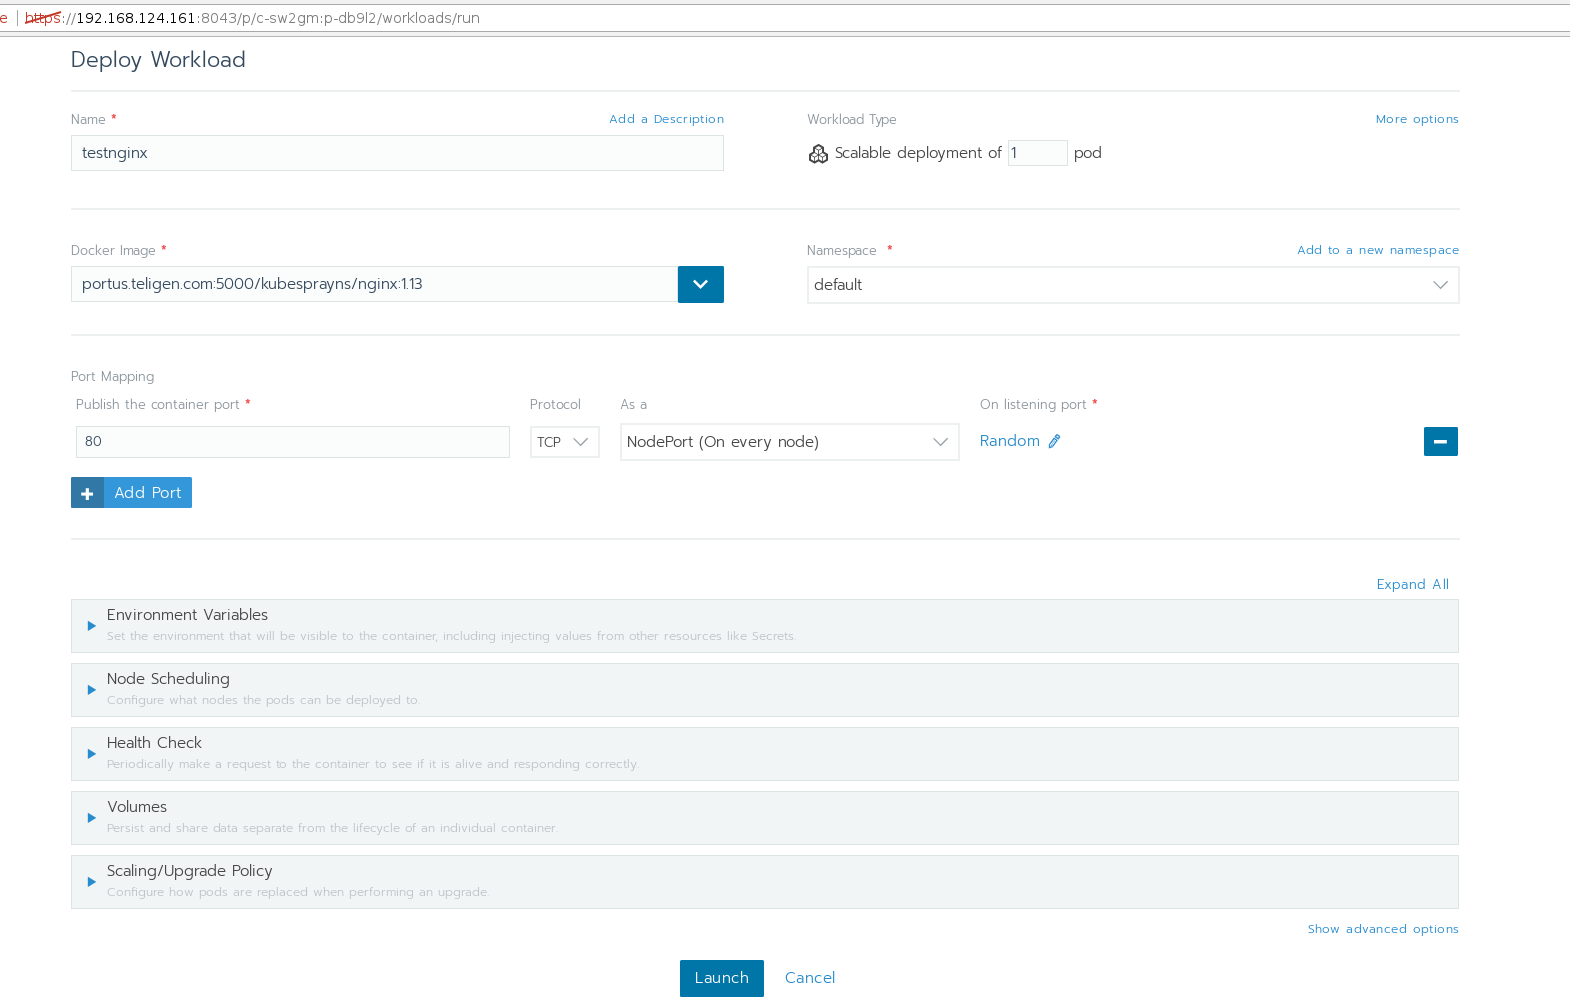 e https://192.168.124.161:8043/p/c-sw2gm:p-db9l2/workloads/run
Deploy Workload
Name * Add a Description
testnginx
Workload Type More options
Scalable deployment of 1 pod
Docker Image *
portus.teligen.com:5000/kubesprayns/nginx:1.13
Namespace * Add to a new namespace
default
Port Mapping
Publish the container port * Protocol As a On listening port *
80 TCP NodePort (On every node) Random
+ Add Port
Expand All
Environment Variables
Set the environment that will be visible to the container, including injecting values from other resources like Secrets.
Node Scheduling
Configure what nodes the pods can be deployed to.
Health Check
Periodically make a request to the container to see if it is alive and responding correctly.
Volumes
Persist and share data separate from the lifecycle of an individual container.
Scaling/Upgrade Policy
Configure how pods are replaced when performing an upgrade.
Show advanced options
Launch Cancel